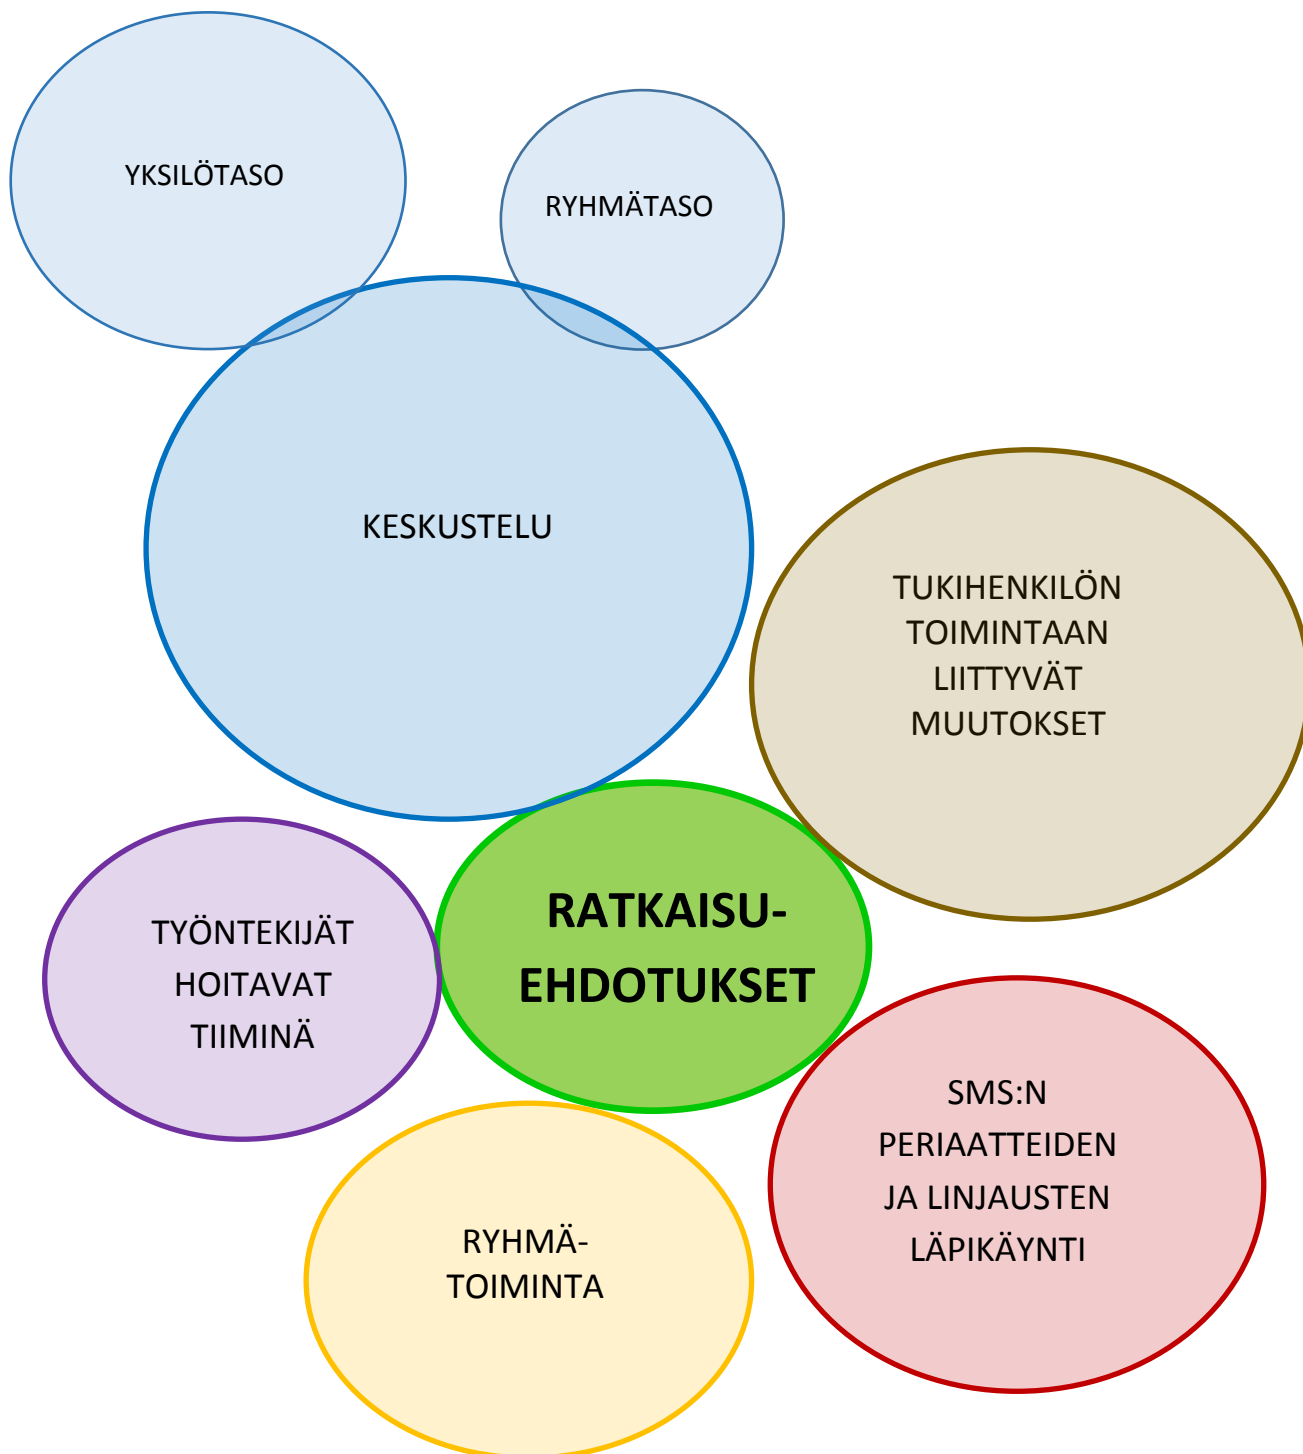 YKSILÖTASO
RYHMÄTASO
KESKUSTELU
TUKIHENKILÖN
TOIMINTAAN
LIITTYVÄT
MUUTOKSET
RATKAISU-
EHDOTUKSET
TYÖNTEKIJÄT
HOITAVAT
TIIMINÄ
SMS:N
PERIAATTEIDEN
JA LINJAUSTEN
LÄPIKÄYNTI
RYHMÄ-
TOIMINTA